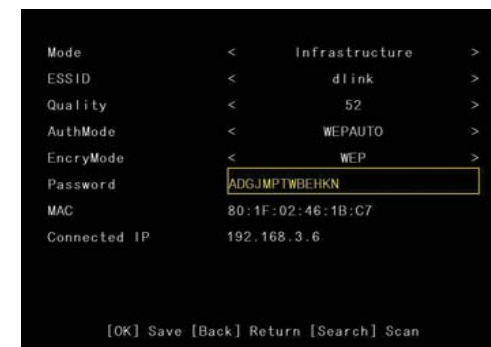 Mode < Infrastructure >
ESSID < dlink >
Quality < 52 >
AuthMode < WEPAUTO >
EncryMode < WEP >
Password ADGJMPTWBEHKN
MAC 80:1F:02:46:1B:C7
Connected IP 192.168.3.6
[OK] Save [Back] Return [Search] Scan